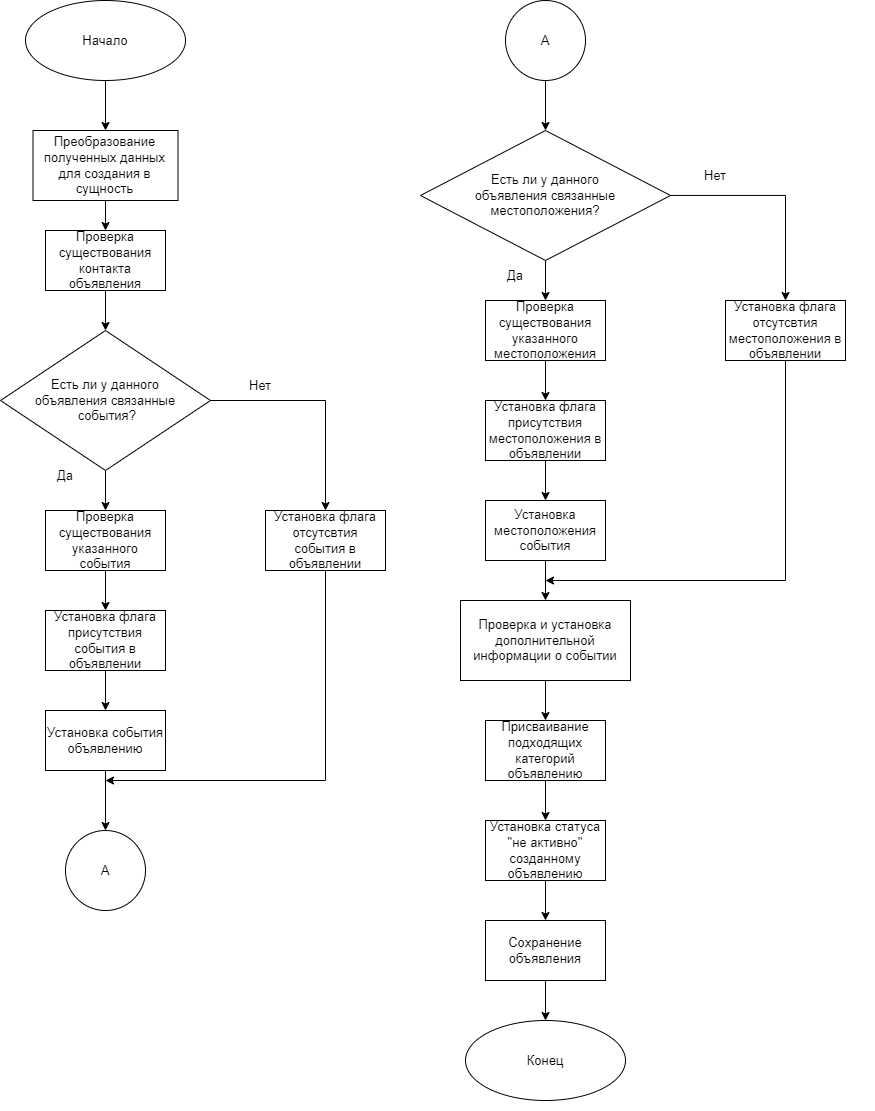 Начало
Преобразование
полученных данных
для создания в
сущность
Проверка
существования
контакта
объявления
Есть ли у данного
объявления связанные
события?
Нет
Да
Проверка
существования
указанного
события
Установка флага
отсутсвтия
события в
объявлении
Установка флага
присутствия
события в
объявлении
Установка события
объявлению
А
А
Есть ли у данного
объявления связанные
местоположения?
Нет
Да
Проверка
существования
указанного
местоположения
Установка флага
отсутсвтия
местоположения в
объявлении
Установка флага
присутствия
местоположения в
объявлении
Установка
местоположения
события
Проверка и установка
дополнительной
информации о событии
Присваивание
подходящих
категорий
объявлению
Установка статуса
"не активно"
созданному
объявлению
Сохранение
объявления
Конец